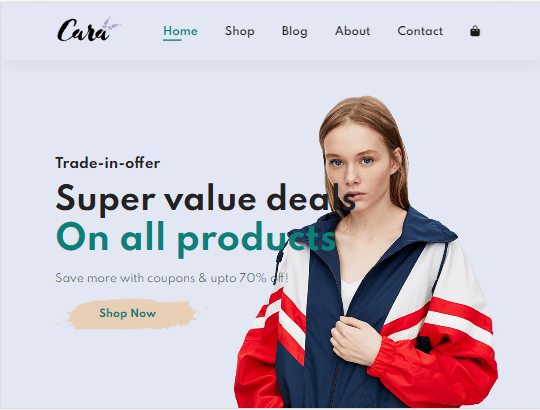 Cara
Home Shop Blog About Contact
Trade-in-offer
Super value deals
On all products
Save more with coupons & upto 70% off!
Shop Now